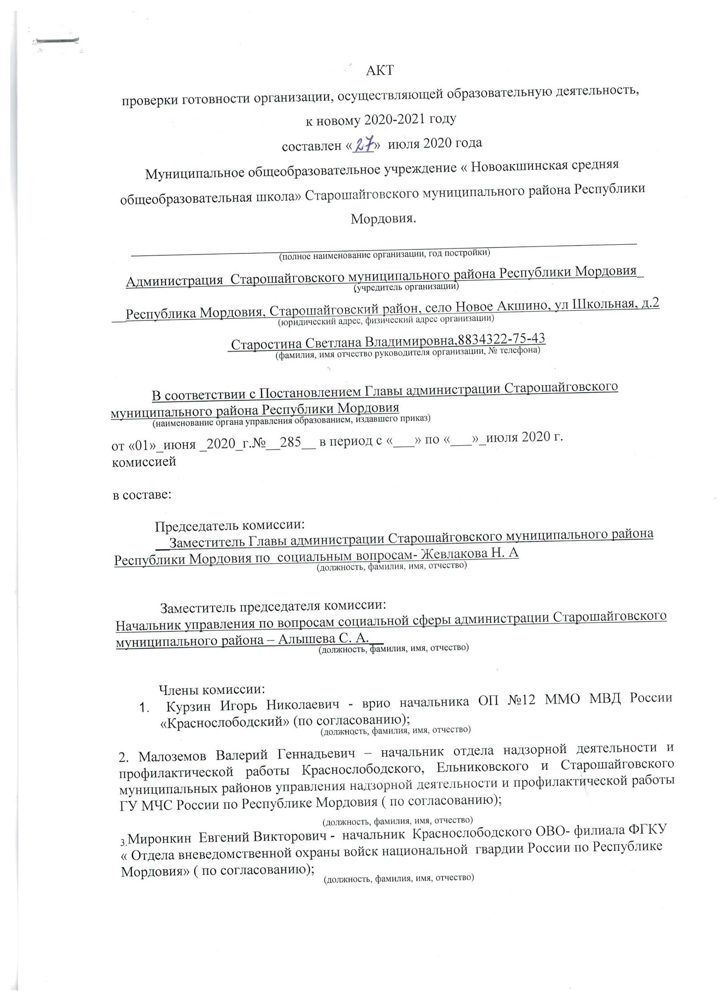 АКТ
проверки готовности организации, осуществляющей образовательную деятельность,
к новому 2020-2021 году
составлен «27» июля 2020 года
Муниципальное общеобразовательное учреждение « Новоакшинская средняя
общеобразовательная школа» Старошайговского муниципального района Республики
Мордовия.
(полное наименование организации, год постройки)
Администрация Старошайговского муниципального района Республики Мордовия_
(учредитель организации)
__Республика Мордовия, Старошайговский район, село Новое Акшино, ул Школьная, д.2
(юридический адрес, физический адрес организации)
_Старостина Светлана Владимировна,8834322-75-43
(фамилия, имя отчество руководителя организации, № телефона)
В соответствии с Постановлением Главы администрации Старошайговского
муниципального района Республики Мордовия
(наименование органа управления образованием, издавшего приказ)
от «01»_июня _2020_г.№__285__ в период с «___» по «___»_июля 2020 г.
комиссией
в составе:
Председатель комиссии:
__Заместитель Главы администрации Старошайговского муниципального района
Республики Мордовия по социальным вопросам- Жевлакова Н. А
(должность, фамилия, имя, отчество)
Заместитель председателя комиссии:
Начальник управления по вопросам социальной сферы администрации Старошайговского
муниципального района – Алышева С. А.__
(должность, фамилия, имя, отчество)
Члены комиссии:
1. Курзин Игорь Николаевич - врио начальника ОП №12 ММО МВД России
«Краснослободский» (по согласованию);
(должность, фамилия, имя, отчество)
2. Малоземов Валерий Геннадьевич – начальник отдела надзорной деятельности и
профилактической работы Краснослободского, Ельниковского и Старошайговского
муниципальных районов управления надзорной деятельности и профилактической работы
ГУ МЧС России по Республике Мордовия ( по согласованию);
(должность, фамилия, имя, отчество)
3.Миронкин Евгений Викторович - начальник Краснослободского ОВО- филиала ФГКУ
« Отдела вневедомственной охраны войск национальной гвардии России по Республике
Мордовия» ( по согласованию);
(должность, фамилия, имя, отчество)